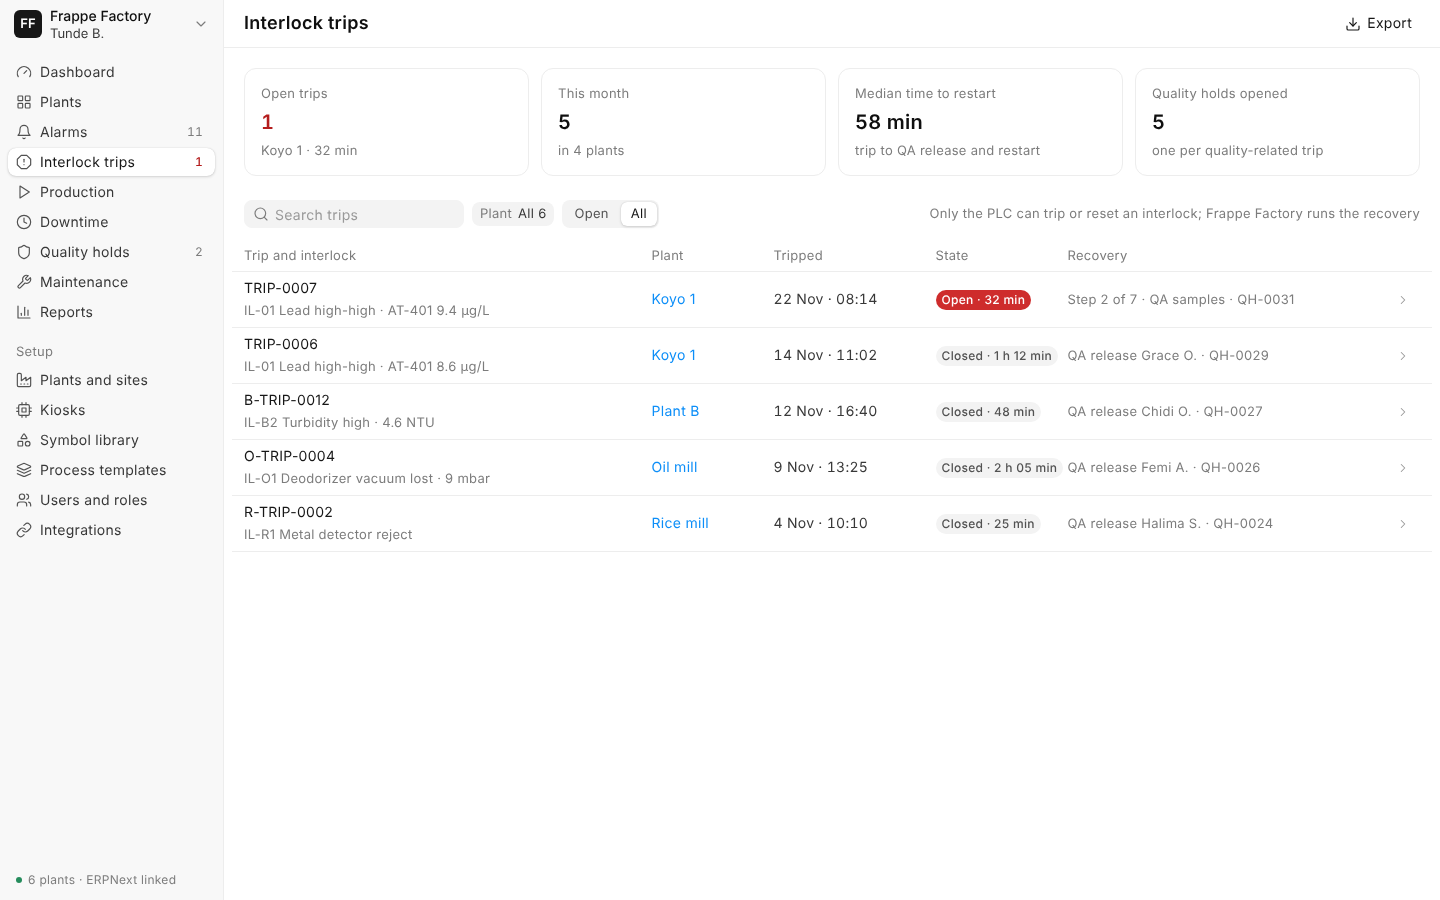 FF
Frappe Factory
Tunde B.
Dashboard
Plants
Alarms 11
Interlock trips 1
Production
Downtime
Quality holds 2
Maintenance
Reports
Setup
Plants and sites
Kiosks
Symbol library
Process templates
Users and roles
Integrations
6 plants · ERPNext linked
Interlock trips
Export
Open trips
1
Koyo 1 · 32 min
This month
5
in 4 plants
Median time to restart
58 min
trip to QA release and restart
Quality holds opened
5
one per quality-related trip
Search trips
Plant All 6
Open All
Only the PLC can trip or reset an interlock; Frappe Factory runs the recovery
Trip and interlock Plant Tripped State Recovery
TRIP-0007
IL-01 Lead high-high · AT-401 9.4 µg/L
Koyo 1 22 Nov · 08:14 Open · 32 min Step 2 of 7 · QA samples · QH-0031
TRIP-0006
IL-01 Lead high-high · AT-401 8.6 µg/L
Koyo 1 14 Nov · 11:02 Closed · 1 h 12 min QA release Grace O. · QH-0029
B-TRIP-0012
IL-B2 Turbidity high · 4.6 NTU
Plant B 12 Nov · 16:40 Closed · 48 min QA release Chidi O. · QH-0027
O-TRIP-0004
IL-O1 Deodorizer vacuum lost · 9 mbar
Oil mill 9 Nov · 13:25 Closed · 2 h 05 min QA release Femi A. · QH-0026
R-TRIP-0002
IL-R1 Metal detector reject
Rice mill 4 Nov · 10:10 Closed · 25 min QA release Halima S. · QH-0024